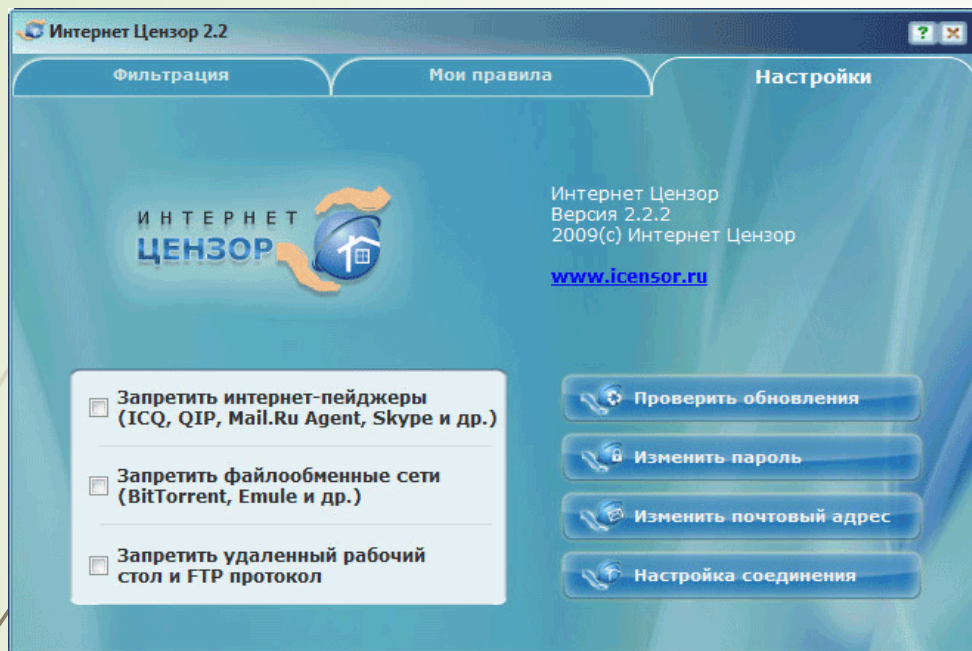 Интернет Цензор 2.2
?
Фильтрация
Мои правила
Настройки
ИНТЕРНЕТ
ЦЕНЗОР
Интернет Цензор
Версия 2.2.2
2009(с) Интернет Цензор
www.icensor.ru
Запретить интернет-пейджеры
(ICQ, QIP, Mail.Ru Agent, Skype и др.)
Запретить файлообменные сети
(BitTorrent, Emule и др.)
Запретить удаленный рабочий
стол и FTP протокол
Проверить обновления
Изменить пароль
Изменить почтовый адрес
Настройка соединения